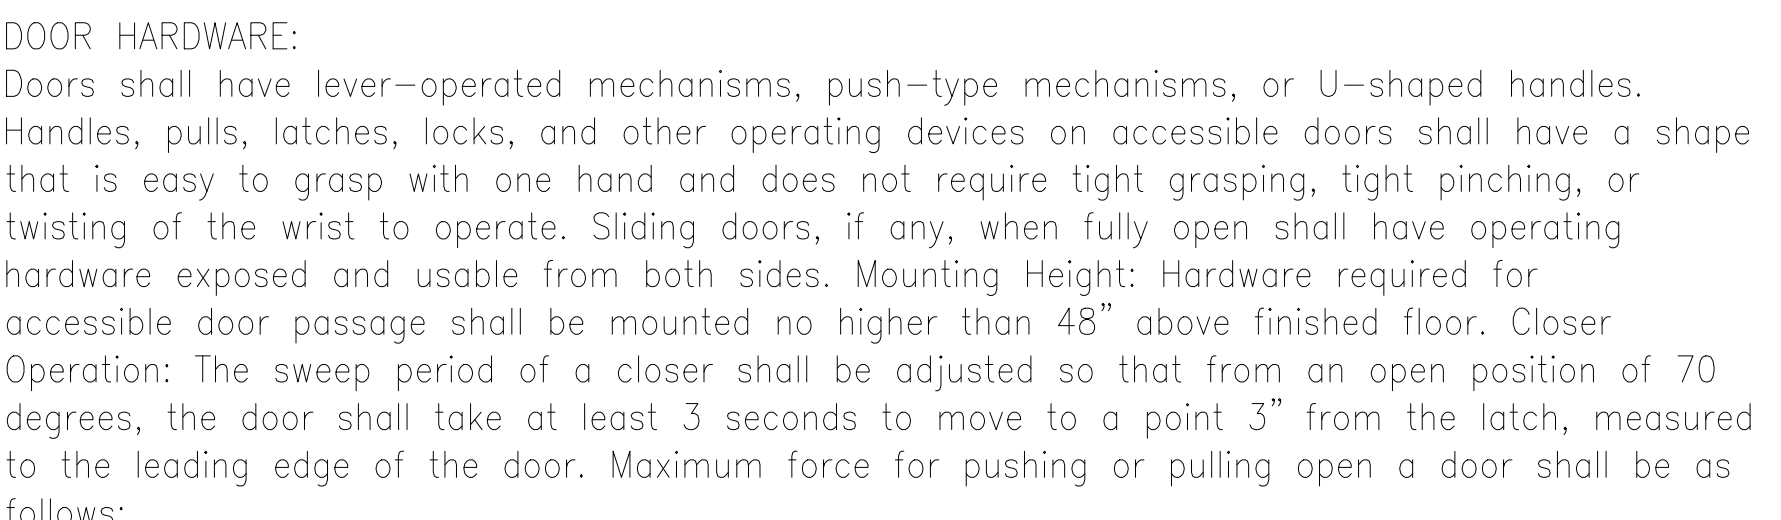 DOOR HARDWARE:
Doors shall have lever-operated mechanisms, push-type mechanisms, or U-shaped handles.
Handles, pulls, latches, locks, and other operating devices on accessible doors shall have a shape
that is easy to grasp with one hand and does not require tight grasping, tight pinching, or
twisting of the wrist to operate. Sliding doors, if any, when fully open shall have operating
hardware exposed and usable from both sides. Mounting Height: Hardware required for
accessible door passage shall be mounted no higher than 48” above finished floor. Closer
Operation: The sweep period of a closer shall be adjusted so that from an open position of 70
degrees, the door shall take at least 3 seconds to move to a point 3” from the latch, measured
to the leading edge of the door. Maximum force for pushing or pulling open a door shall be as
follows: